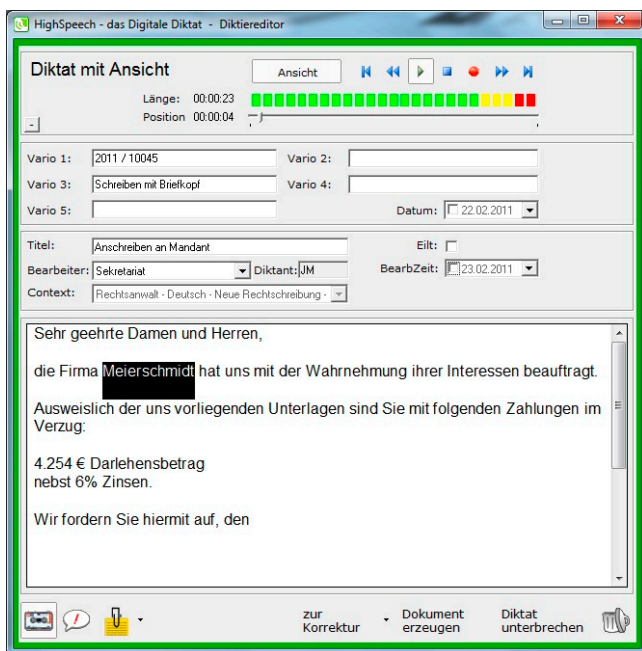 HighSpeech - das Digitale Diktat - Diktiereditor
Diktat mit Ansicht
Ansicht
Länge: 00:00:23
Position 00:00:04
-
Vario 1: 2011 / 10045 Vario 2:
Vario 3: Schreiben mit Briefkopf Vario 4:
Vario 5: Datum: 22.02.2011
Titel: Anschreiben an Mandant Eilt:
Bearbeiter: Sekretariat Diktant: JM BearbZeit: 23.02.2011
Context: Rechtsanwalt - Deutsch - Neue Rechtschreibung -
Sehr geehrte Damen und Herren,
die Firma Meierschmidt hat uns mit der Wahrnehmung ihrer Interessen beauftragt.
Ausweislich der uns vorliegenden Unterlagen sind Sie mit folgenden Zahlungen im
Verzug:
4.254 € Darlehensbetrag
nebst 6% Zinsen.
Wir fordern Sie hiermit auf, den
zur Dokument Diktat
Korrektur erzeugen unterbrechen